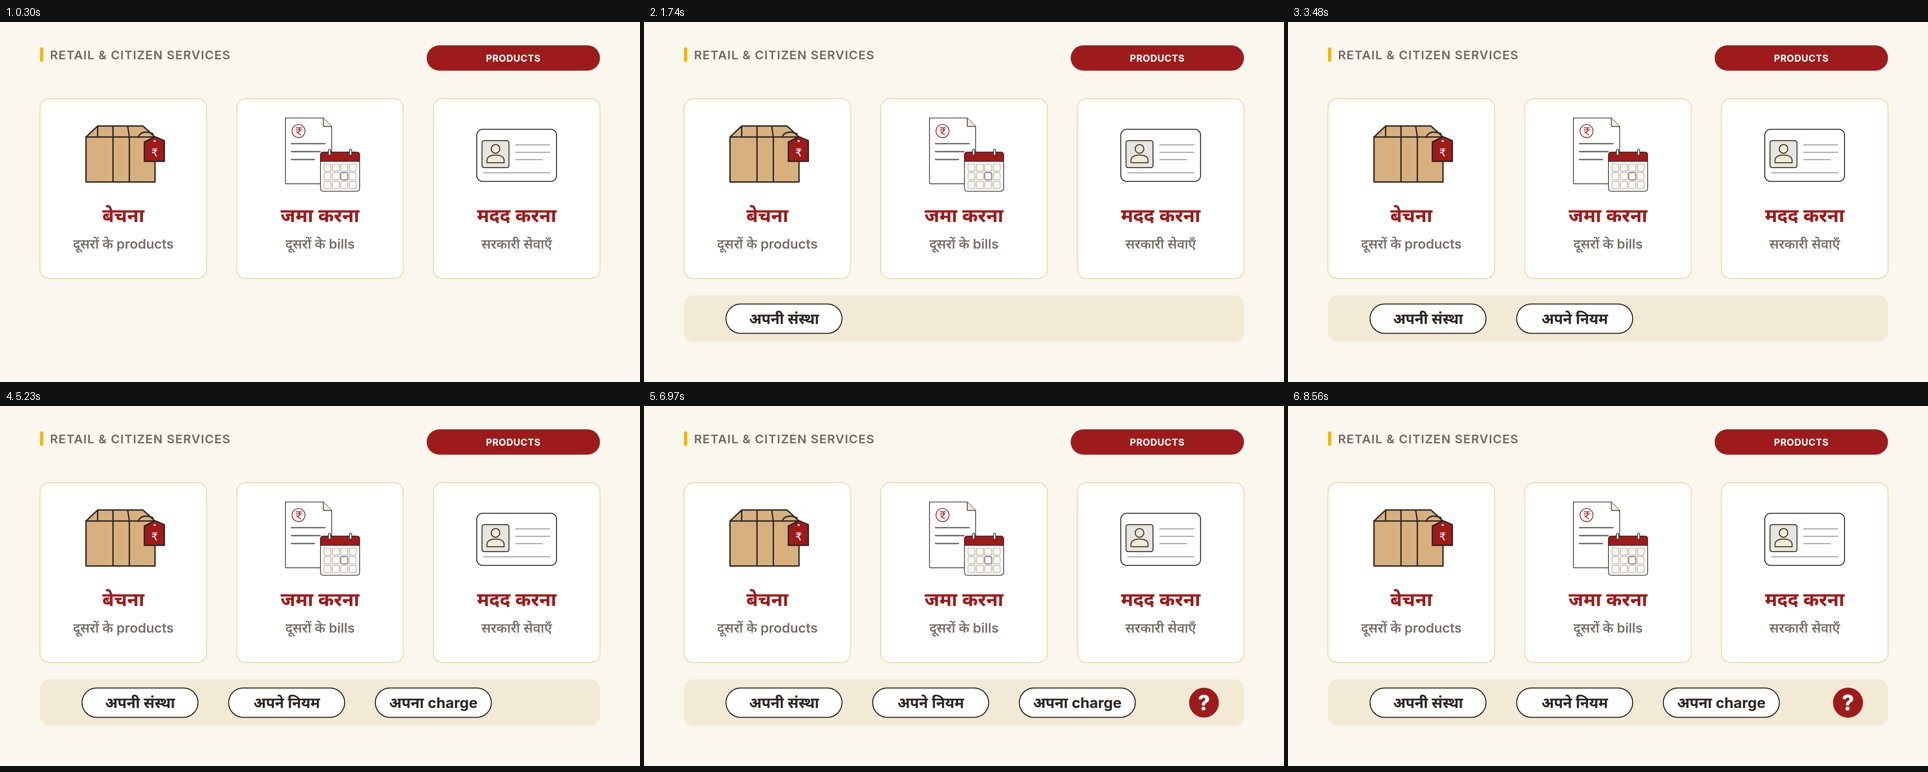 1. 0.30s
RETAIL & CITIZEN SERVICES
PRODUCTS
₹
₹
बेचना
जमा करना
मदद करना
दूसरों के products
दूसरों के bills
सरकारी सेवाएँ
2. 1.74s
RETAIL & CITIZEN SERVICES
PRODUCTS
₹
₹
बेचना
जमा करना
मदद करना
दूसरों के products
दूसरों के bills
सरकारी सेवाएँ
अपनी संस्था
3. 3.48s
RETAIL & CITIZEN SERVICES
PRODUCTS
₹
₹
बेचना
जमा करना
मदद करना
दूसरों के products
दूसरों के bills
सरकारी सेवाएँ
अपनी संस्था
अपने नियम
4. 5.23s
RETAIL & CITIZEN SERVICES
PRODUCTS
₹
₹
बेचना
जमा करना
मदद करना
दूसरों के products
दूसरों के bills
सरकारी सेवाएँ
अपनी संस्था
अपने नियम
अपना charge
5. 6.97s
RETAIL & CITIZEN SERVICES
PRODUCTS
₹
₹
बेचना
जमा करना
मदद करना
दूसरों के products
दूसरों के bills
सरकारी सेवाएँ
अपनी संस्था
अपने नियम
अपना charge
?
6. 8.56s
RETAIL & CITIZEN SERVICES
PRODUCTS
₹
₹
बेचना
जमा करना
मदद करना
दूसरों के products
दूसरों के bills
सरकारी सेवाएँ
अपनी संस्था
अपने नियम
अपना charge
?